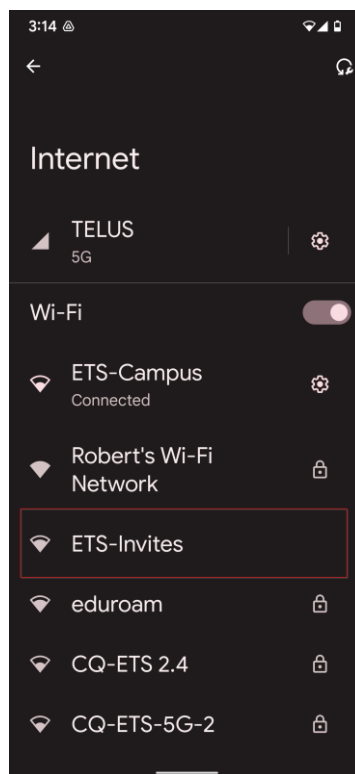 3:14
Internet
TELUS
5G
Wi-Fi
ETS-Campus
Connected
Robert's Wi-Fi
Network
ETS-Invites
eduroam
CQ-ETS 2.4
CQ-ETS-5G-2